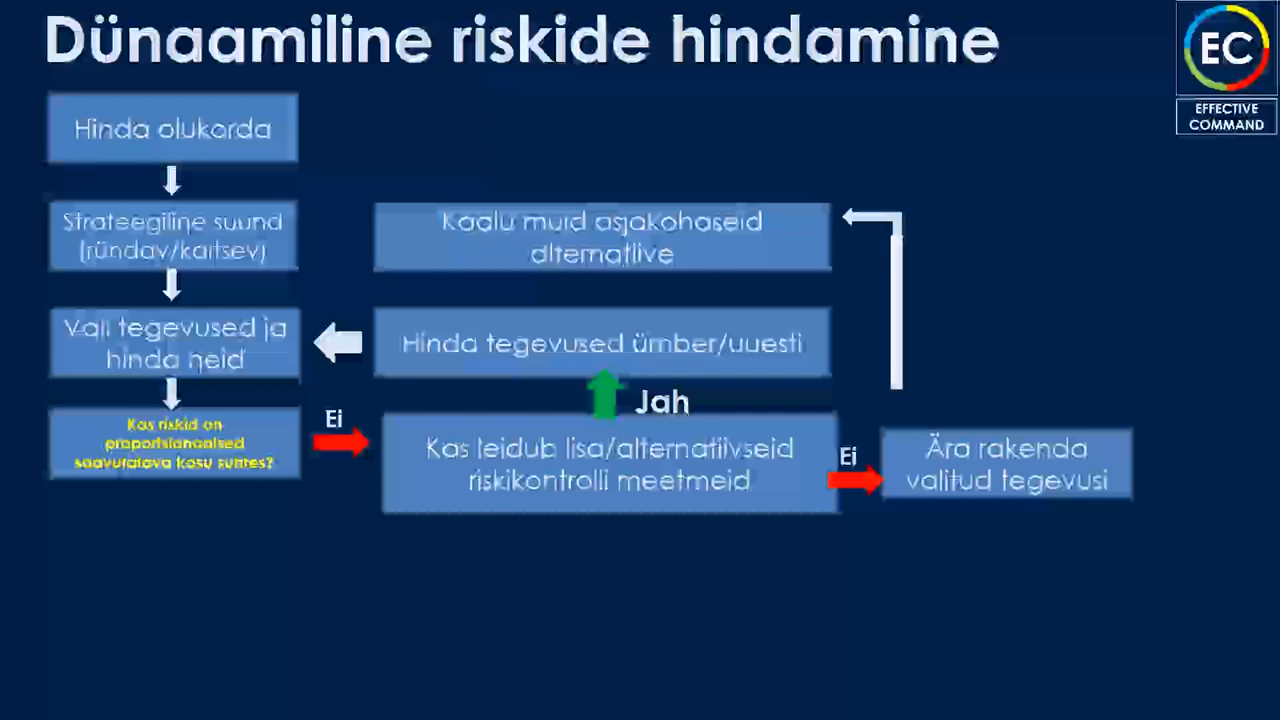 Dünaamiline riskide hindamine
EC
EFFECTIVE
COMMAND
Hinda olukorda
Strateegiline suund
(ründav/kaitsev)
Kaalu muid asjakohaseid
alternatiive
Vali tegevused ja
hinda neid
Hinda tegevused ümber/uuesti
Jah
Kas riskid on
proportsionaalsed
saavutatava kasu suhtes?
Ei
Kas leidub lisa/alternatiivseid
riskikontrolli meetmeid
Ei
Ära rakenda
valitud tegevusi